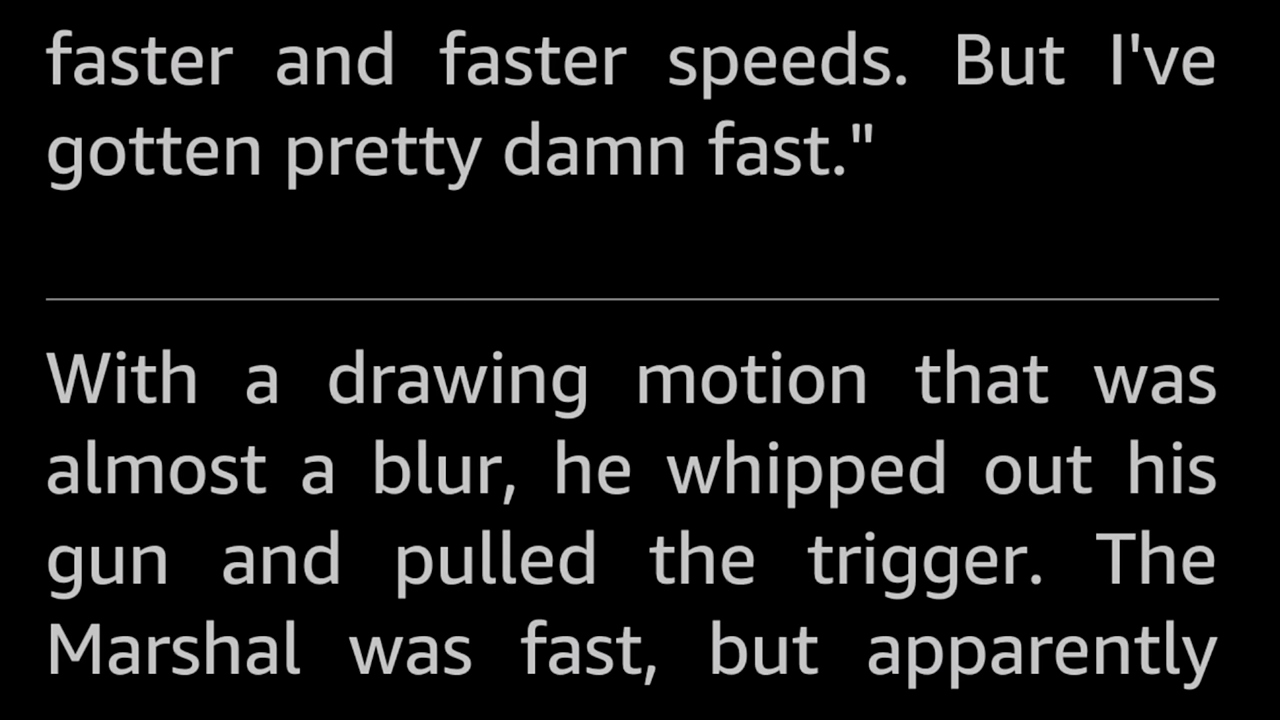 faster and faster speeds. But I've
gotten pretty damn fast."
With a drawing motion that was
almost a blur, he whipped out his
gun and pulled the trigger. The
Marshal was fast, but apparently